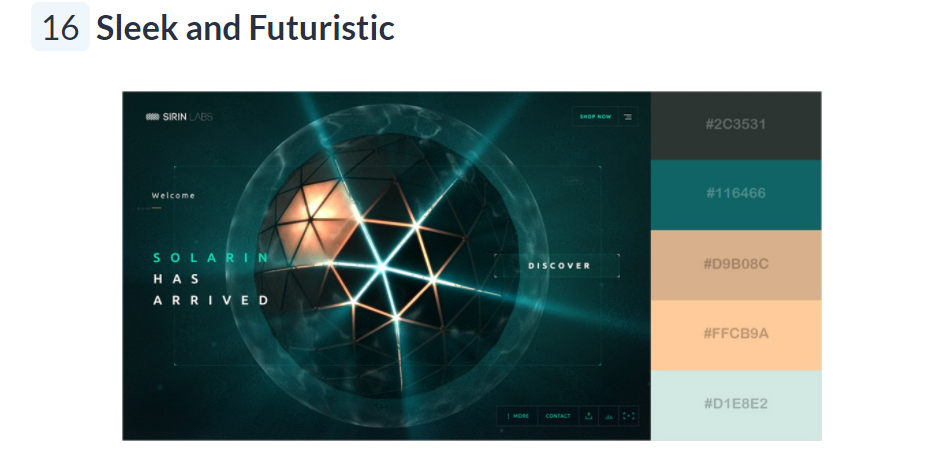 16 Sleek and Futuristic
SIRIN LABS
SHOP NOW
Welcome
SOLARIN
HAS
ARRIVED
DISCOVER
MORE
CONTACT
#2C3531
#116466
#D9B08C
#FFCB9A
#D1E8E2